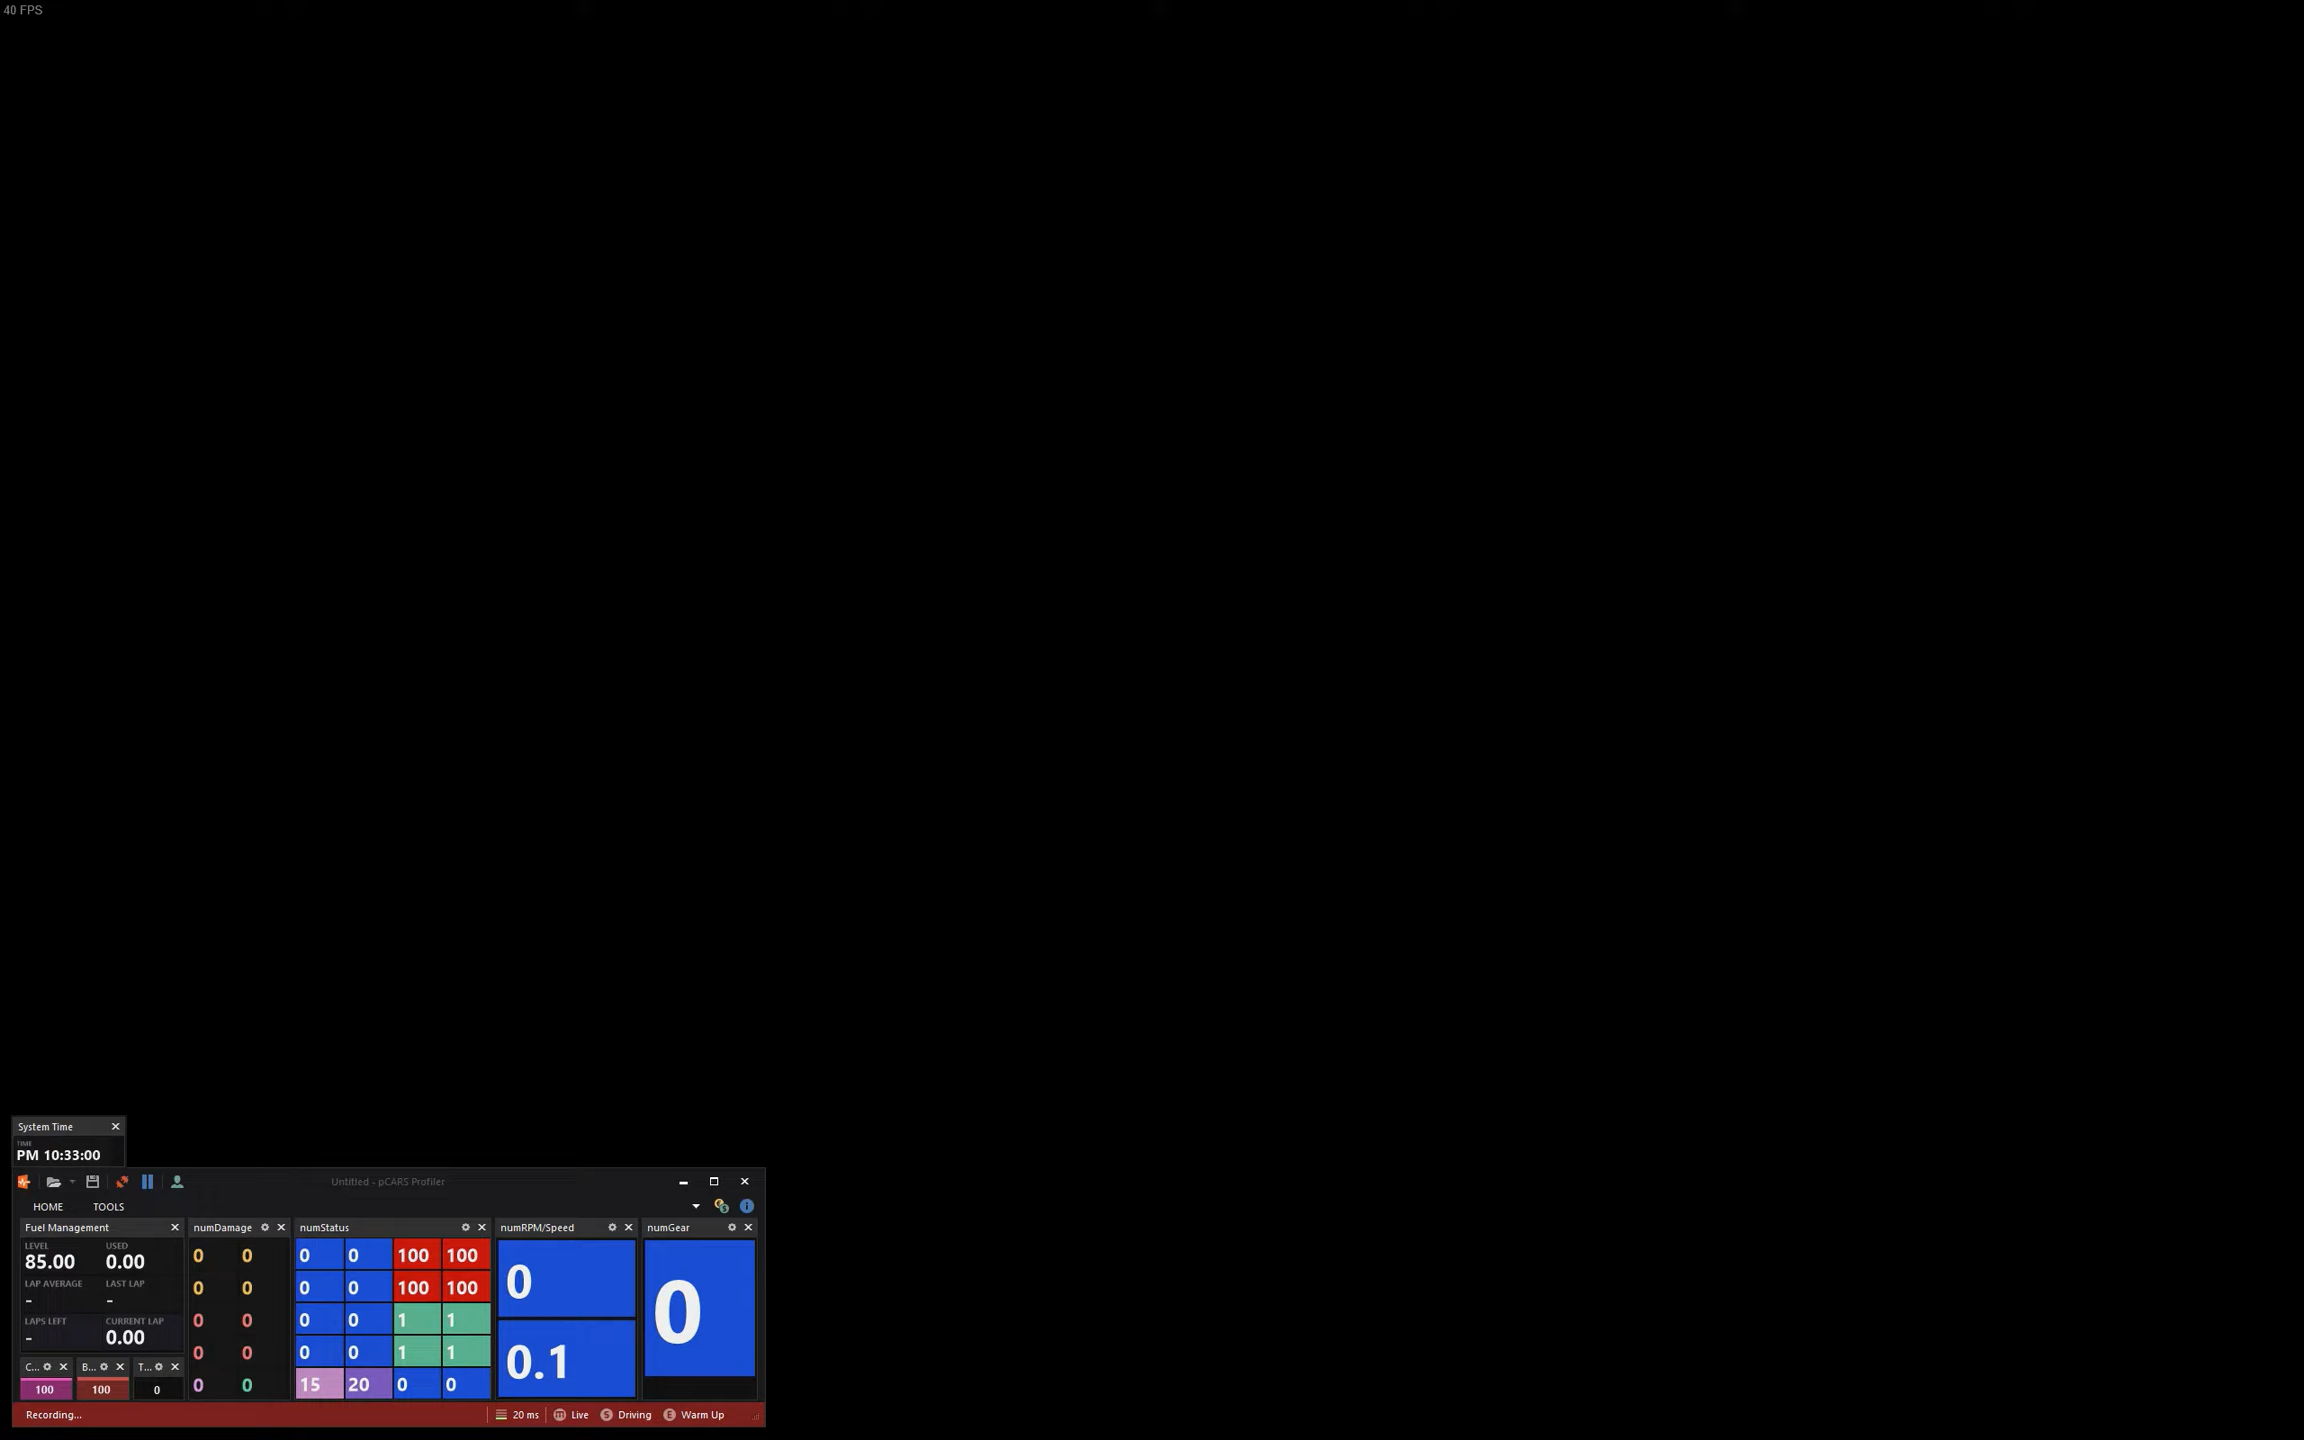 40 FPS
System Time
TIME
PM 10:33:00
Untitled - pCARS Profiler
HOME TOOLS
Fuel Management numDamage numStatus numRPM/Speed numGear
LEVEL USED
85.00 0.00
LAP AVERAGE LAST LAP
- -
LAPS LEFT CURRENT LAP
- 0.00
C... B... T...
100 100 0
0 0
0 0
0 0
0 0
0 0
0 0 100 100
0 0 100 100
0 0 1 1
0 0 1 1
15 20 0 0
0
0.1
0
Recording... 20 ms m Live S Driving E Warm Up